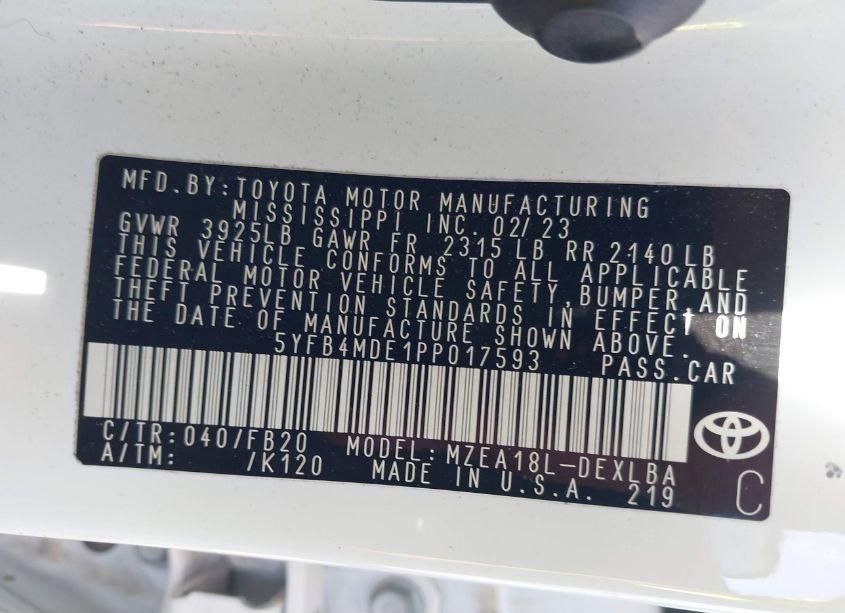 MFD.BY:TOYOTA MOTOR MANUFACTURING
MISSISSIPPI INC. 02/23
GVWR 3925LB GAWR FR 2315 LB RR 2140 LB
THIS VEHICLE CONFORMS TO ALL APPLICABLE
FEDERAL MOTOR VEHICLE SAFETY, BUMPER, AND
THEFT PREVENTION STANDARDS IN EFFECT ON
THE DATE OF MANUFACTURE SHOWN ABOVE.
5YFB4MDE1PP017593 PASS.CAR
C/TR:040/FB20 MODEL:MZEA18L-DEXLBA
A/TM: /K120 MADE IN U.S.A. 219
C